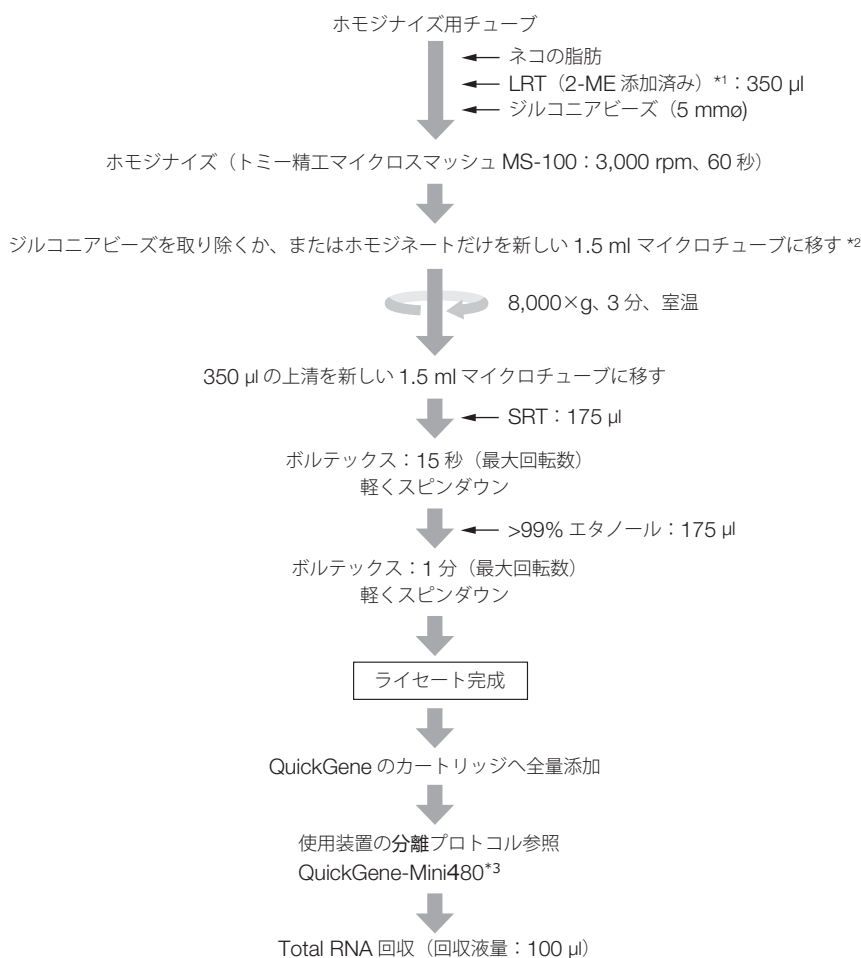 ホモジナイズ用チューブ
ネコの脂肪
LRT（2-ME 添加済み）*1：350 µl
ジルコニアビーズ（5 mmø)
ホモジナイズ（トミー精工マイクロスマッシュ MS-100：3,000 rpm、60 秒）
ジルコニアビーズを取り除くか、またはホモジネートだけを新しい 1.5 ml マイクロチューブに移す *2
8,000×g、3 分、室温
350 µl の上清を新しい 1.5 ml マイクロチューブに移す
SRT：175 µl
ボルテックス：15 秒（最大回転数）
軽くスピンダウン
>99% エタノール：175 µl
ボルテックス：1 分（最大回転数）
軽くスピンダウン
ライセート完成
QuickGene のカートリッジへ全量添加
使用装置の分離プロトコル参照
QuickGene-Mini480*3
Total RNA 回収（回収液量：100 µl）